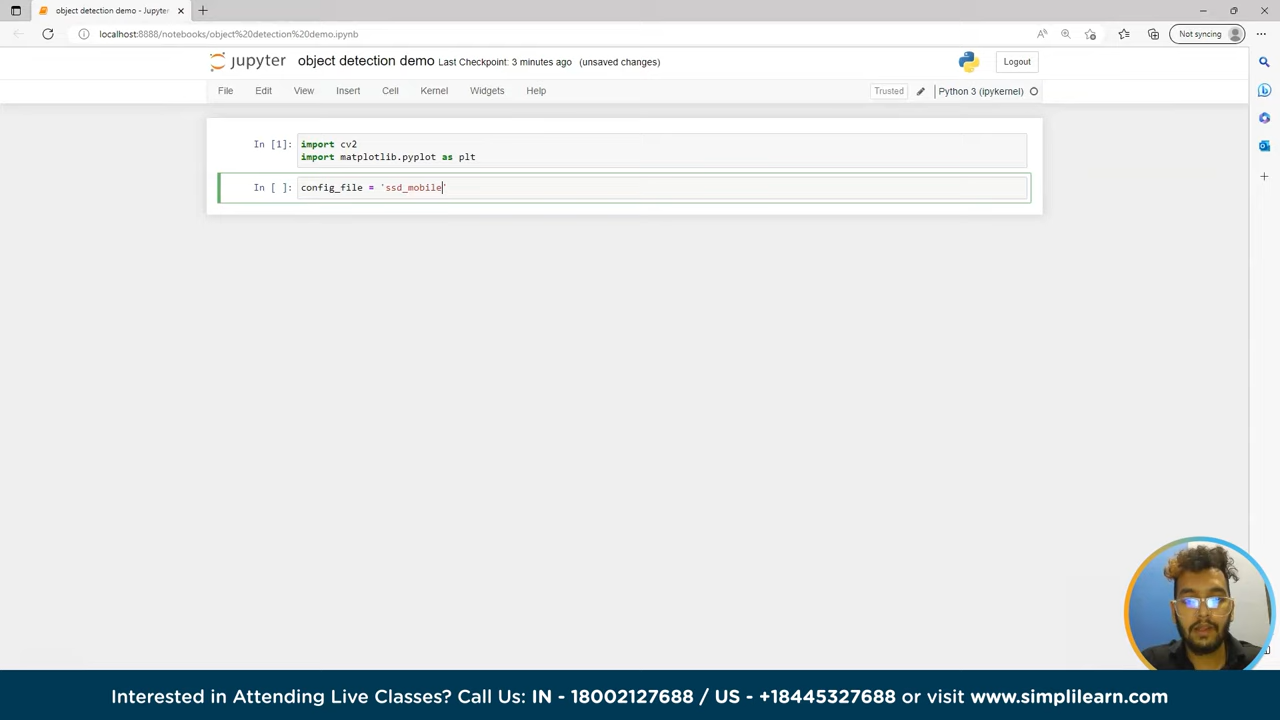 object detection demo - Jupyter
localhost:8888/notebooks/object%20detection%20demo.ipynb
Not syncing
jupyter object detection demo Last Checkpoint: 3 minutes ago (unsaved changes)
Logout
File Edit View Insert Cell Kernel Widgets Help
Trusted Python 3 (ipykernel)
In [1]: import cv2
import matplotlib.pyplot as plt
In [ ]: config_file = 'ssd_mobile'
Interested in Attending Live Classes? Call Us: IN - 18002127688 / US - +18445327688 or visit www.simplilearn.com